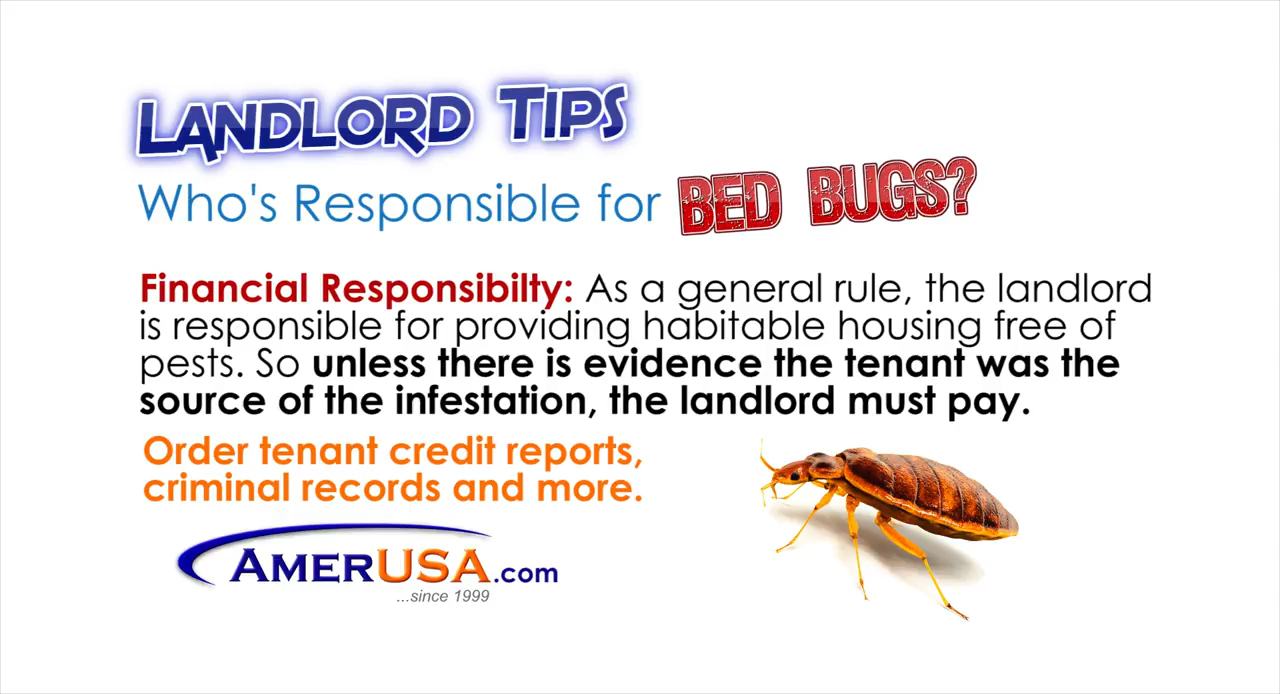 LANDLORD TIPS
Who's Responsible for BED BUGS?
Financial Responsibilty: As a general rule, the landlord
is responsible for providing habitable housing free of
pests. So unless there is evidence the tenant was the
source of the infestation, the landlord must pay.
Order tenant credit reports,
criminal records and more.
AMERUSA.com
...since 1999